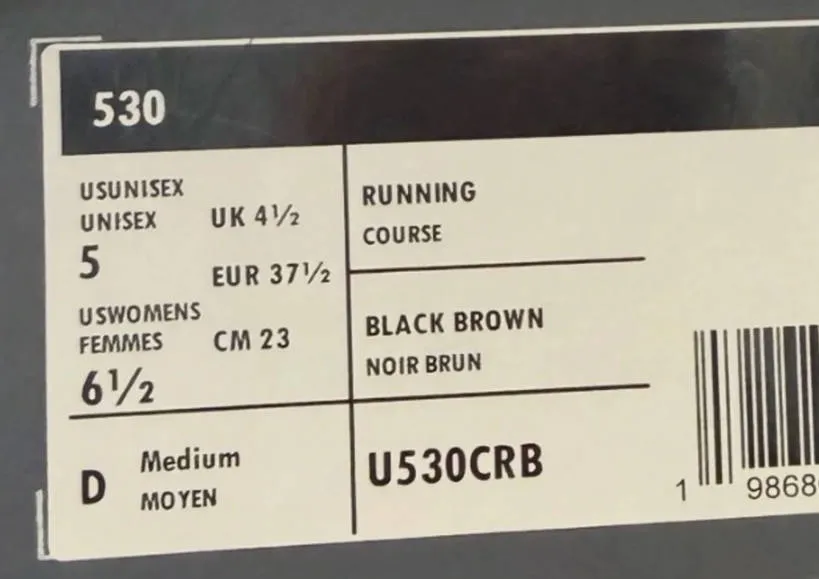 530
USUNISEX
UNISEX
5
UK 4½
EUR 37½
USWOMENS
FEMMES
6½
CM 23
RUNNING
COURSE
BLACK BROWN
NOIR BRUN
D
Medium
MOYEN
U530CRB
1 9868